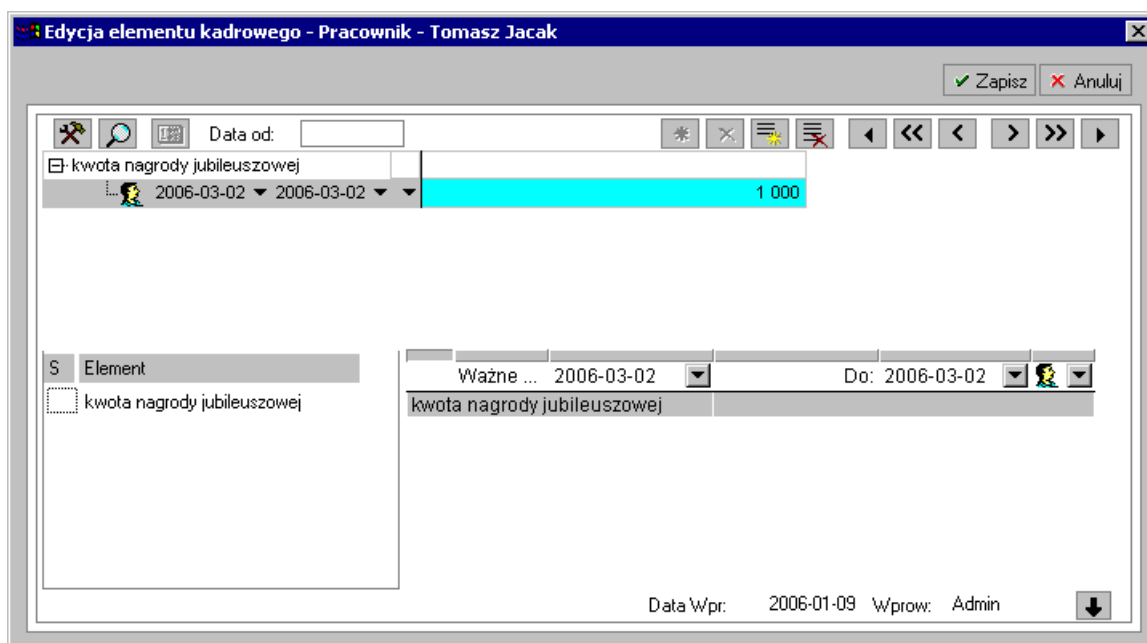 Edycja elementu kadrowego - Pracownik - Tomasz Jacak
Zapisz Anuluj
Data od:
kwota nagrody jubileuszowej
2006-03-02 2006-03-02 1 000
S Element
kwota nagrody jubileuszowej
Ważne ... 2006-03-02 Do: 2006-03-02
kwota nagrody jubileuszowej
Data Wpr: 2006-01-09 Wprow: Admin